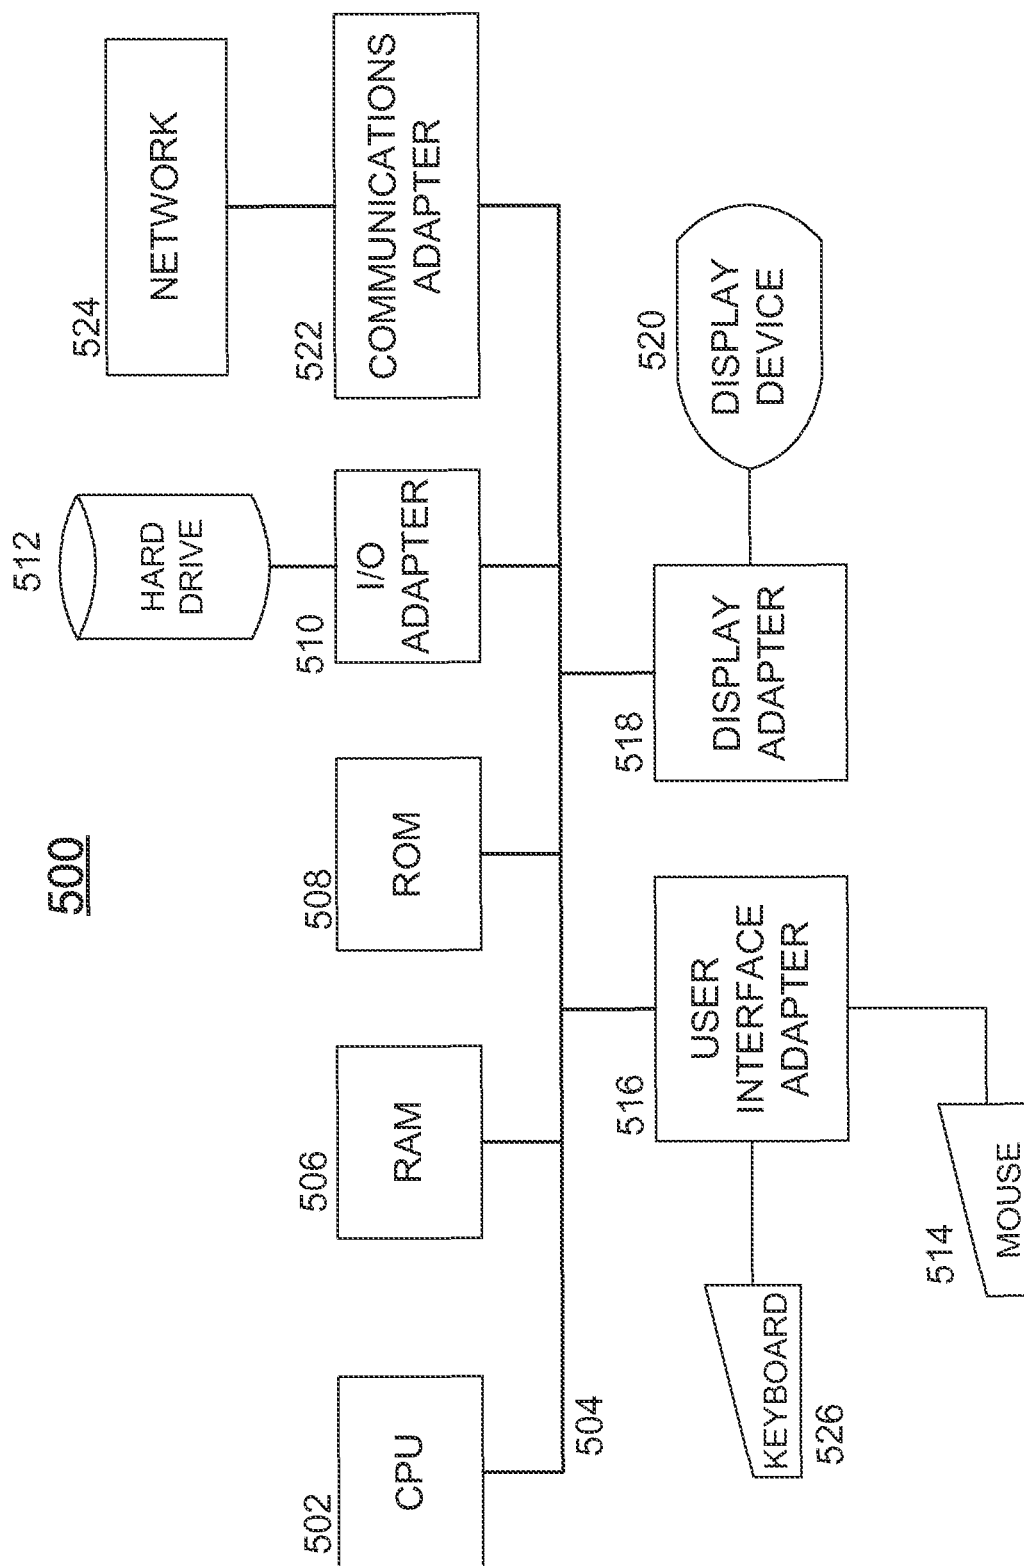 500
502
CPU
506
RAM
508
ROM
510
I/O
ADAPTER
512
HARD
DRIVE
522
COMMUNICATIONS
ADAPTER
524
NETWORK
504
516
USER
INTERFACE
ADAPTER
518
DISPLAY
ADAPTER
520
DISPLAY
DEVICE
KEYBOARD
526
514
MOUSE